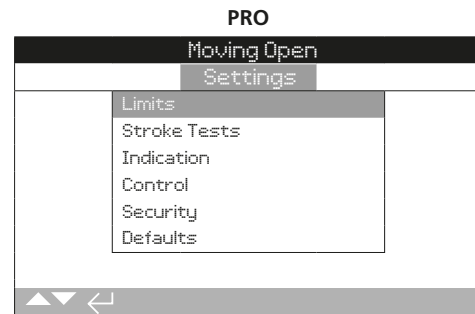 PRO
Moving Open
Settings
Limits
Stroke Tests
Indication
Control
Security
Defaults